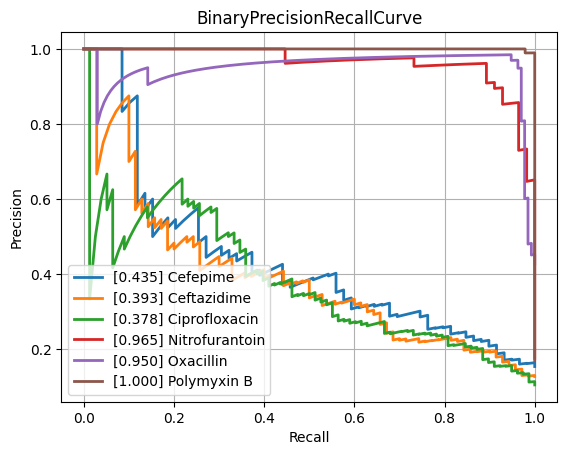 BinaryPrecisionRecallCurve
1.0
0.8
0.6
0.4
0.2
Precision
[0.435] Cefepime
[0.393] Ceftazidime
[0.378] Ciprofloxacin
[0.965] Nitrofurantoin
[0.950] Oxacillin
[1.000] Polymyxin B
0.0 0.2 0.4 0.6 0.8 1.0
Recall